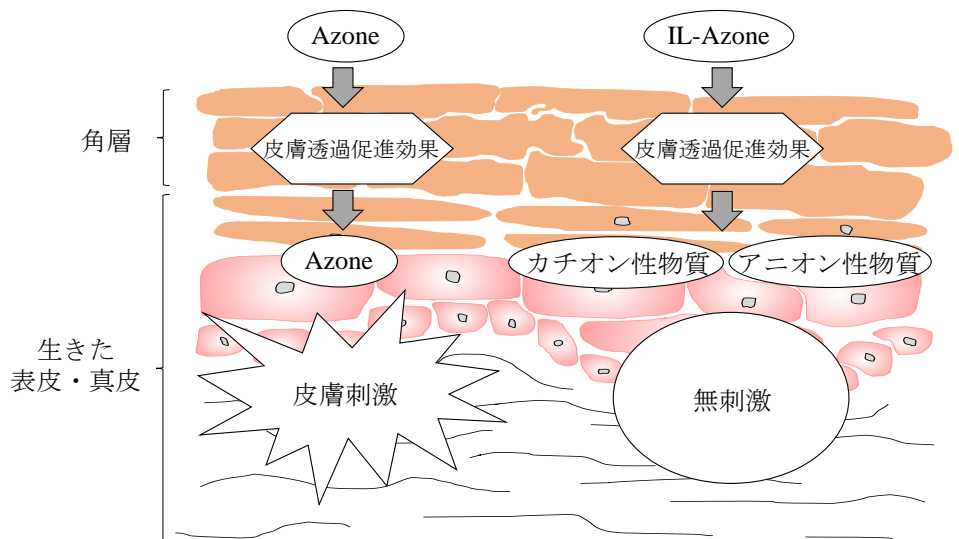 Azone
IL-Azone
角層
皮膚透過促進効果
皮膚透過促進効果
Azone
カチオン性物質
アニオン性物質
生きた
表皮・真皮
皮膚刺激
無刺激